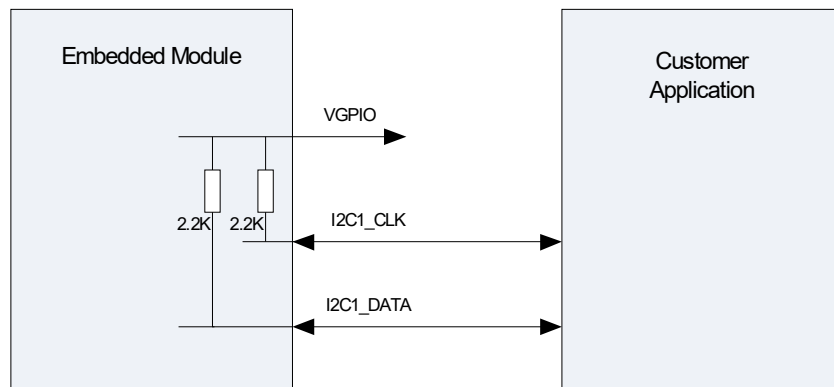 Embedded Module
Customer
Application
VGPIO
2.2K
2.2K
I2C1_CLK
I2C1_DATA